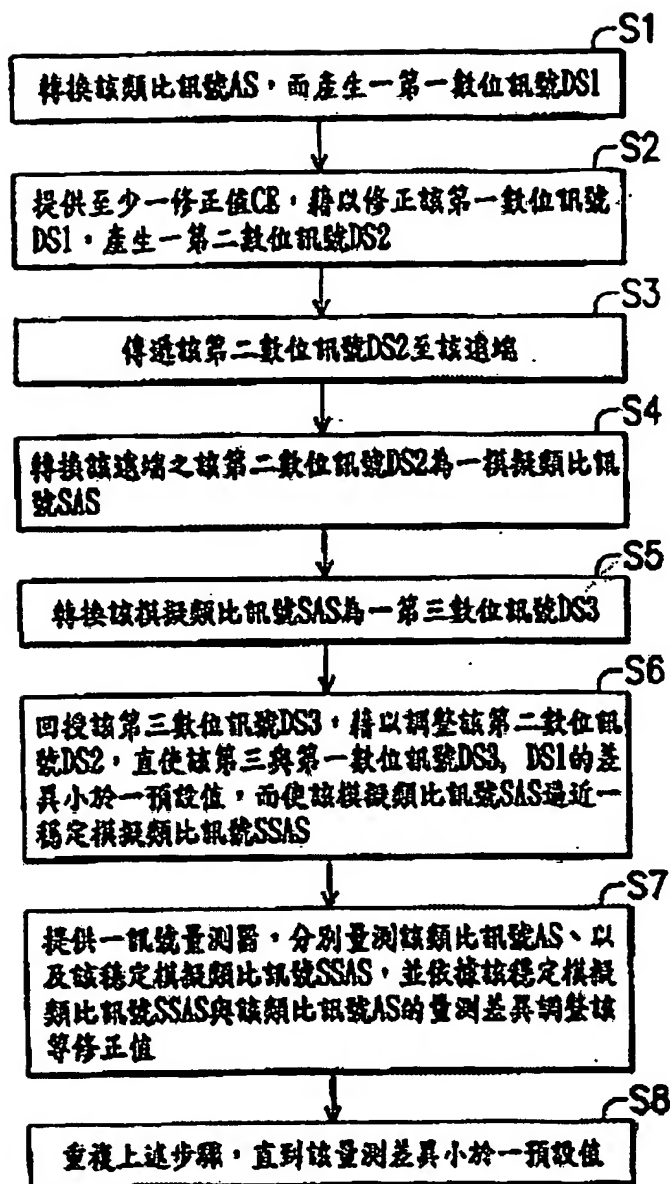 S1
轉換該類比訊號AS，而產生一第一數位訊號DS1
S2
提供至少一修正值CE，藉以修正該第一數位訊號
DS1，產生一第二數位訊號DS2
S3
傳遞該第二數位訊號DS2至該遠端
S4
轉換該遠端之該第二數位訊號DS2為一模擬類比訊
號SAS
S5
轉換該模擬類比訊號SAS為一第三數位訊號DS3
S6
回授該第三數位訊號DS3，藉以調整該第二數位訊
號DS2，直使該第三與第一數位訊號DS3, DS1的差
異小於一預設值，而使該模擬類比訊號SAS逼近一
穩定模擬類比訊號SSAS
S7
提供一訊號量測器，分別量測該類比訊號AS、以
及該穩定模擬類比訊號SSAS，並依據該穩定模擬
類比訊號SSAS與該類比訊號AS的量測差異調整該
等修正值
S8
重複上述步驟，直到該量測差異小於一預設值